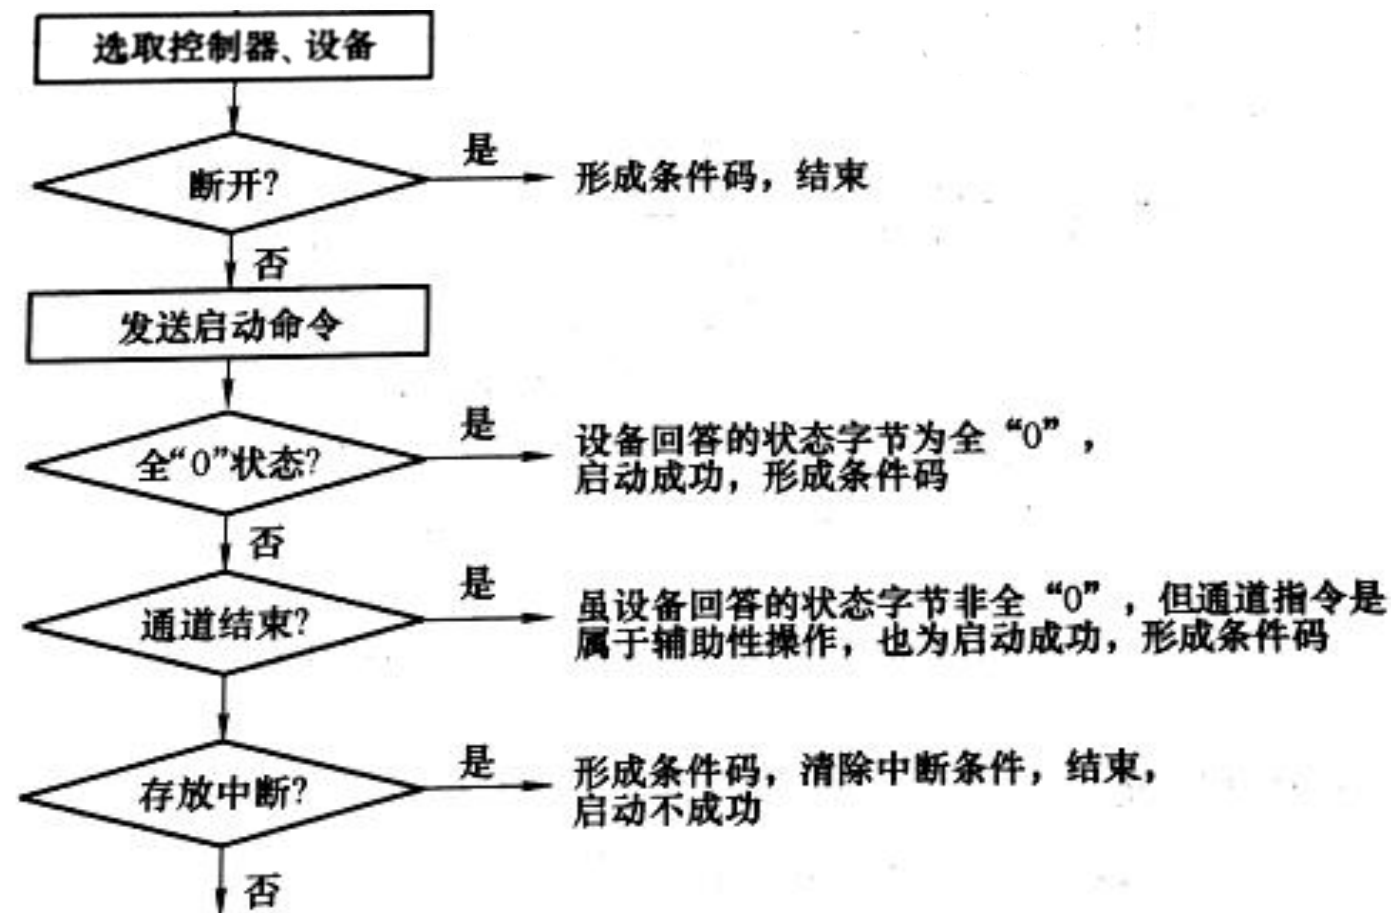 选取控制器、设备
断开?
是
形成条件码，结束
否
发送启动命令
全“0”状态?
是
设备回答的状态字节为全“0”，
启动成功，形成条件码
否
通道结束?
是
虽设备回答的状态字节非全“0”，但通道指令是
属于辅助性操作，也为启动成功，形成条件码
存放中断?
是
形成条件码，清除中断条件，结束，
启动不成功
否